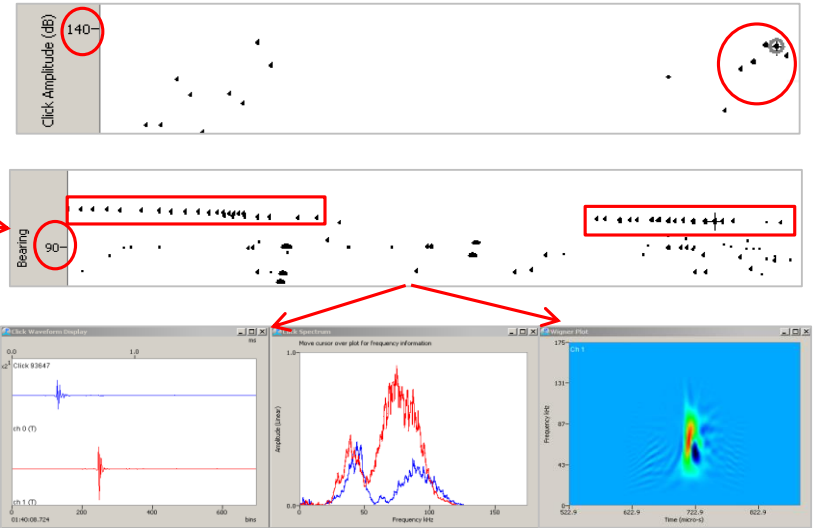 Click Amplitude (dB)
140
Bearing
90
Click Waveform Display
ms
0.0
1.0
Click 93647
ch 0 (T)
ch 1 (T)
0
200
400
600
01:40:08.724
bins
Click Spectrum
Move cursor over plot for frequency information
1.0
Amplitude (Linear)
0.0
0
50
100
150
Frequency kHz
Wigner Plot
Ch 1
175
131
87
43
0
Frequency kHz
522.9
622.9
722.9
822.9
Time (micro-s)